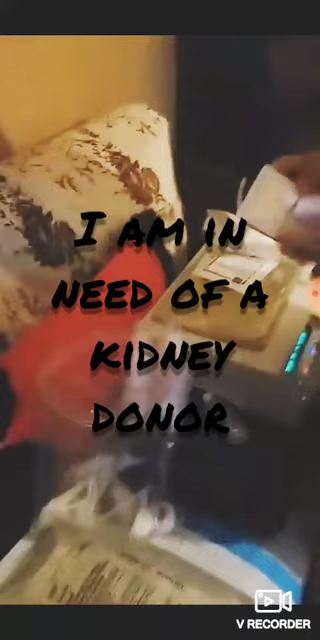 I AM IN
NEED OF A
KIDNEY
DONOR
V RECORDER